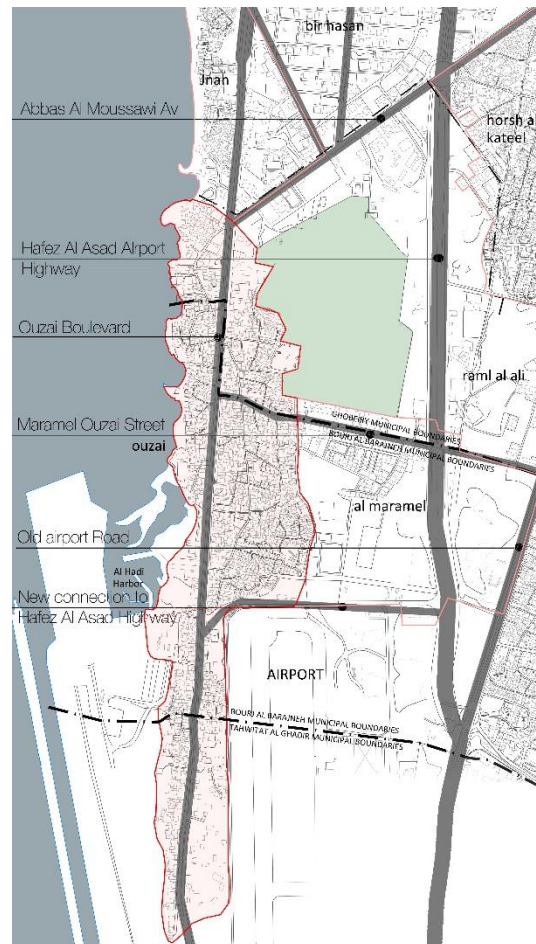 bir hasan
Jnah
Abbas Al Moussawi Av
horsh a
kateel
Hafez Al Asad Airport
Highway
Ouzai Boulevard
raml al ali
Maramel Ouzai Street
GHOBEIRY MUNICIPAL BOUNDARIES
BOURJ AL BARAJNEH MUNICIPAL BOUNDARIES
ouzai
al maramel
Old airport Road
Al Hadi
Harbor
New connection to
Hafez Al Asad Highway
AIRPORT
BOURJ AL BARAJNEH MUNICIPAL BOUNDARIES
TAHWITAT AL GHADIR MUNICIPAL BOUNDARIES